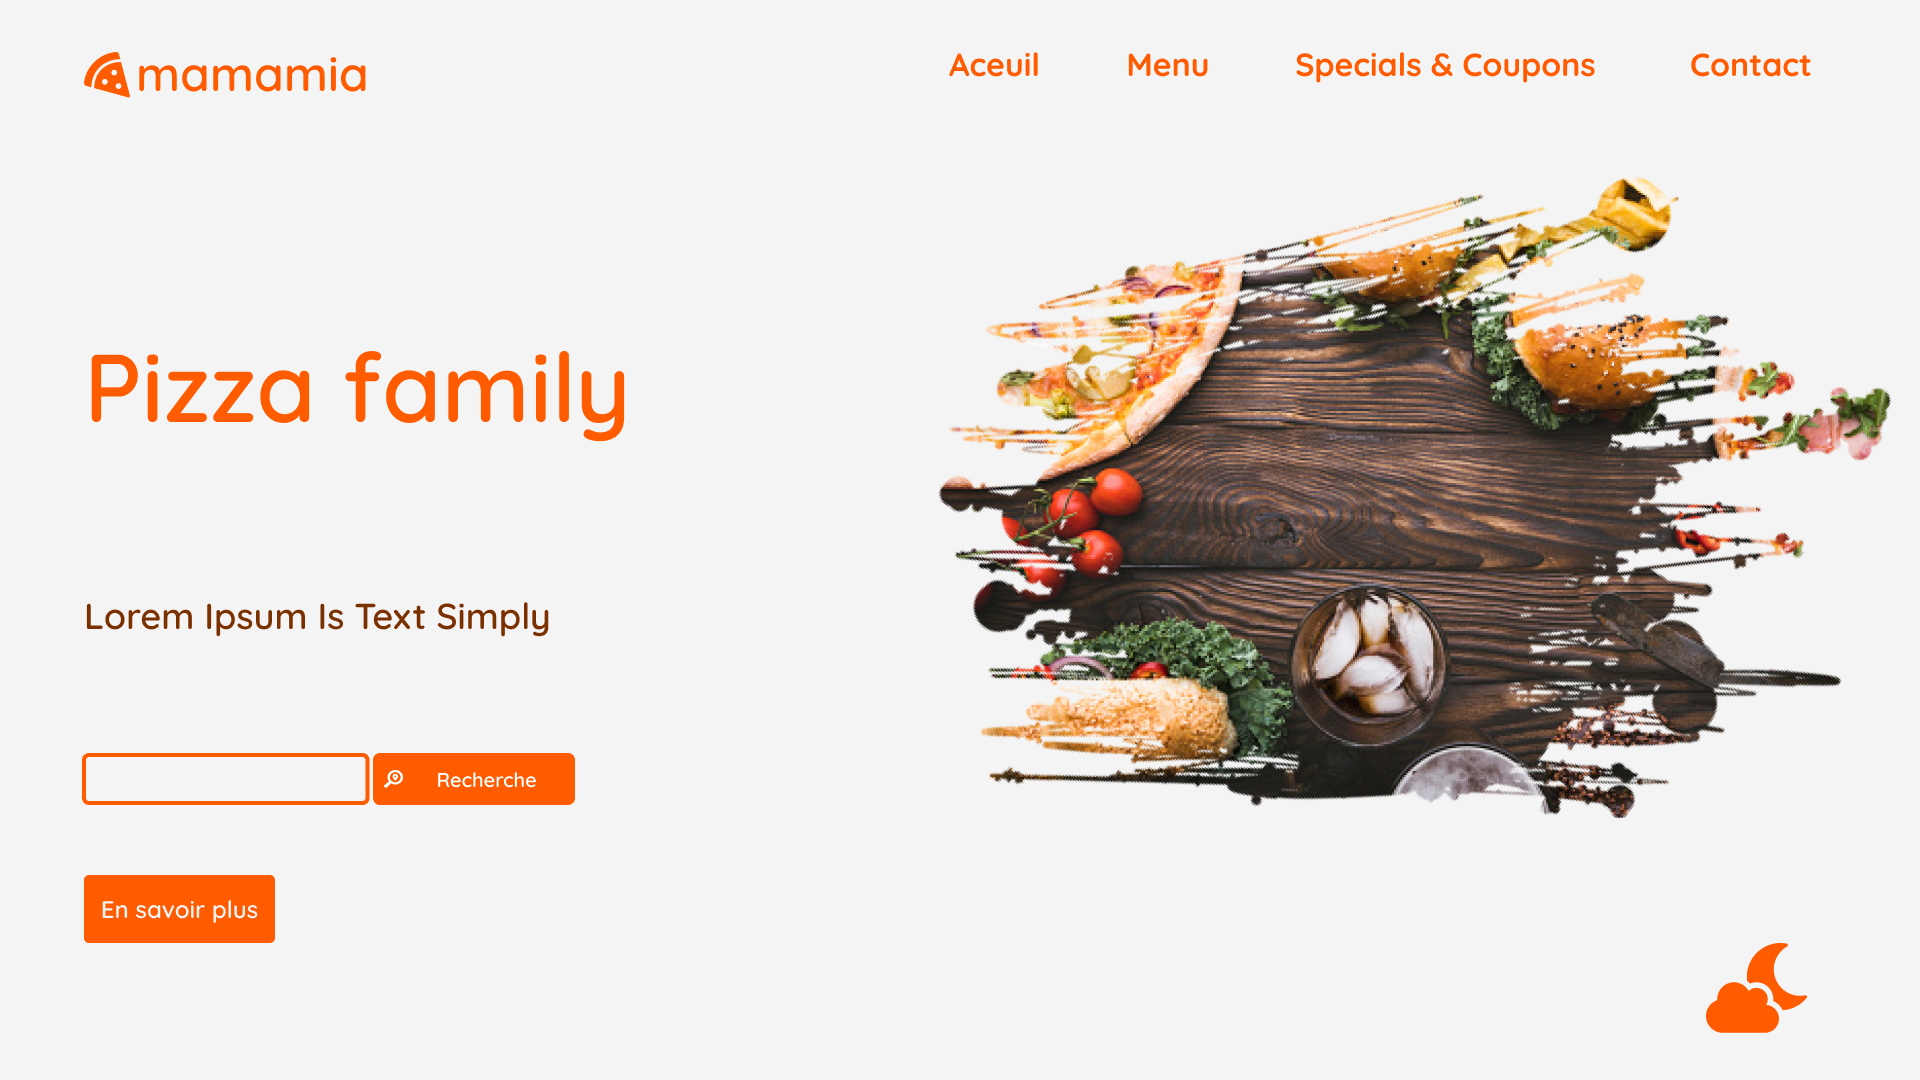 mamamia
Aceuil Menu Specials & Coupons Contact
Pizza family
Lorem Ipsum Is Text Simply
Recherche
En savoir plus